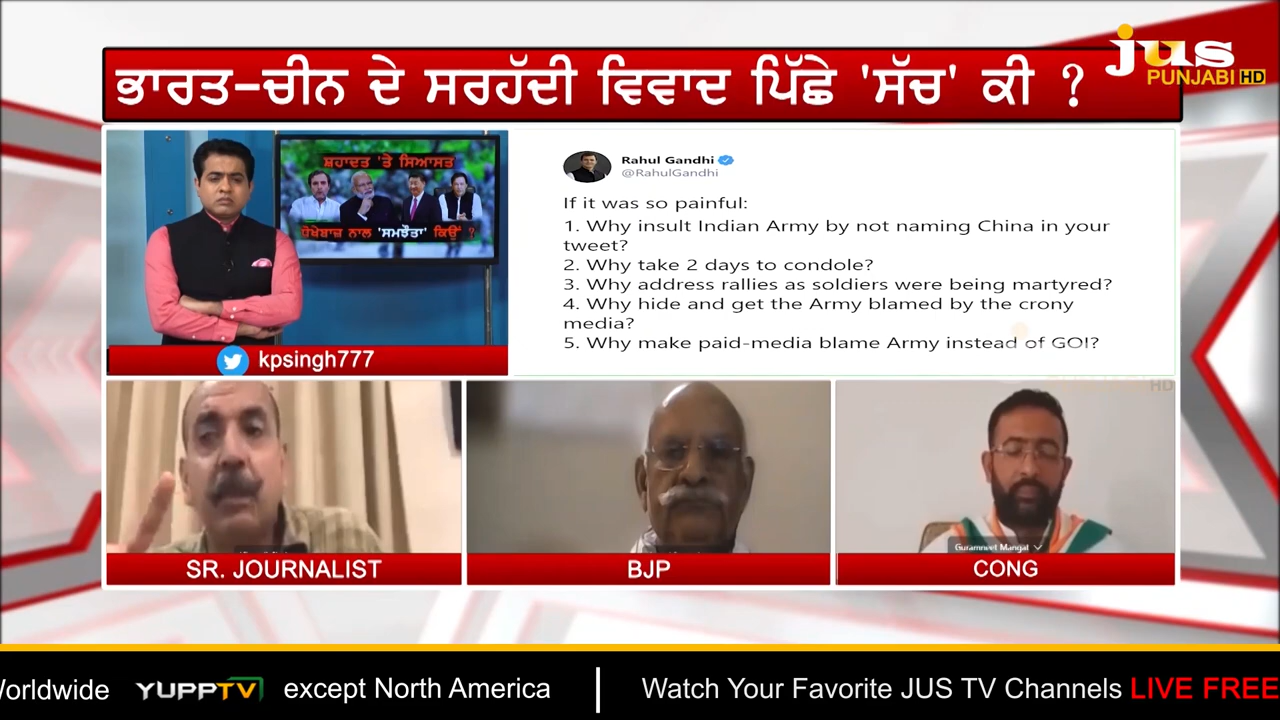 jus
PUNJABI HD
ਭਾਰਤ-ਚੀਨ ਦੇ ਸਰਹੱਦੀ ਵਿਵਾਦ ਪਿੱਛੇ 'ਸੱਚ' ਕੀ ?
ਸ਼ਹਾਦਤ 'ਤੇ ਸਿਆਸਤ
ਧੋਖੇਬਾਜ਼ ਨਾਲ 'ਸਮਝੌਤਾ' ਕਿਉਂ ?
kpsingh777
Rahul Gandhi
@RahulGandhi
If it was so painful:
1. Why insult Indian Army by not naming China in your
tweet?
2. Why take 2 days to condole?
3. Why address rallies as soldiers were being martyred?
4. Why hide and get the Army blamed by the crony
media?
5. Why make paid-media blame Army instead of GOI?
PUNJABI HD
SR. JOURNALIST
BJP
Guramneet Mangal
CONG
Worldwide YUPPTV except North America | Watch Your Favorite JUS TV Channels LIVE FREE